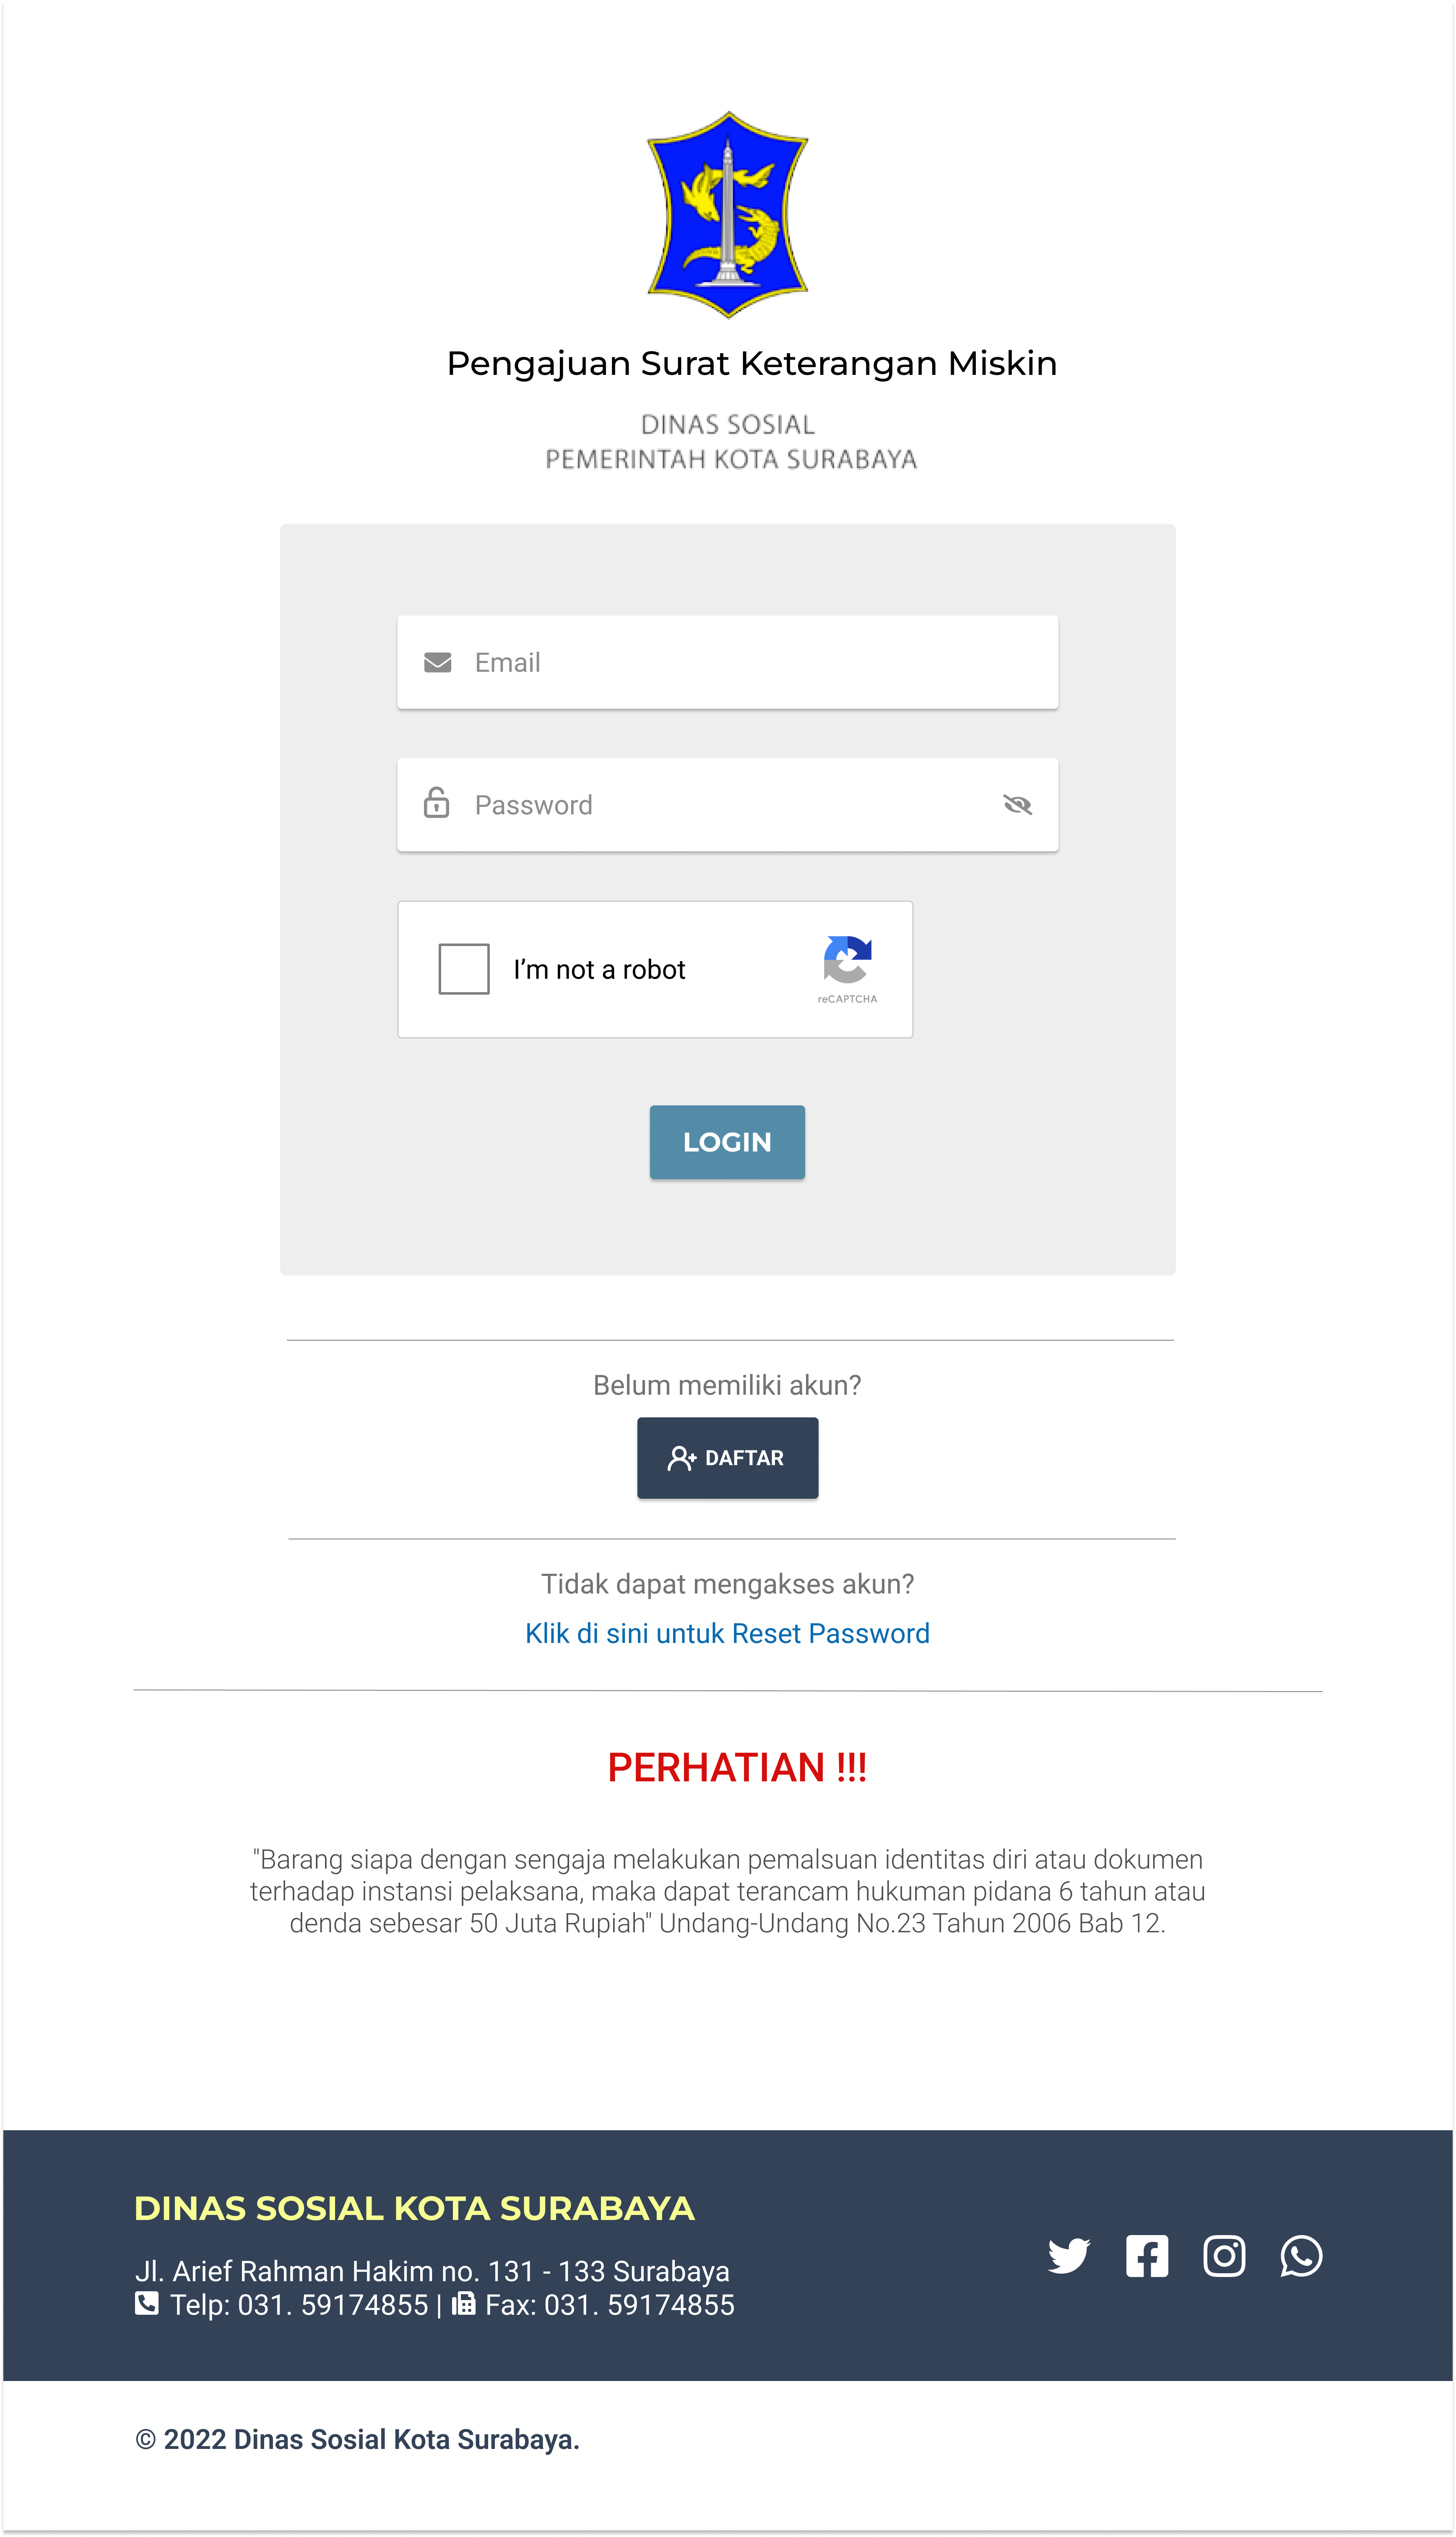 Pengajuan Surat Keterangan Miskin
DINAS SOSIAL
PEMERINTAH KOTA SURABAYA
Email
Password
I'm not a robot
reCAPTCHA
LOGIN
Belum memiliki akun?
DAFTAR
Tidak dapat mengakses akun?
Klik di sini untuk Reset Password
PERHATIAN !!!
"Barang siapa dengan sengaja melakukan pemalsuan identitas diri atau dokumen
terhadap instansi pelaksana, maka dapat terancam hukuman pidana 6 tahun atau
denda sebesar 50 Juta Rupiah" Undang-Undang No.23 Tahun 2006 Bab 12.
DINAS SOSIAL KOTA SURABAYA
Jl. Arief Rahman Hakim no. 131 - 133 Surabaya
Telp: 031. 59174855 | Fax: 031. 59174855
© 2022 Dinas Sosial Kota Surabaya.